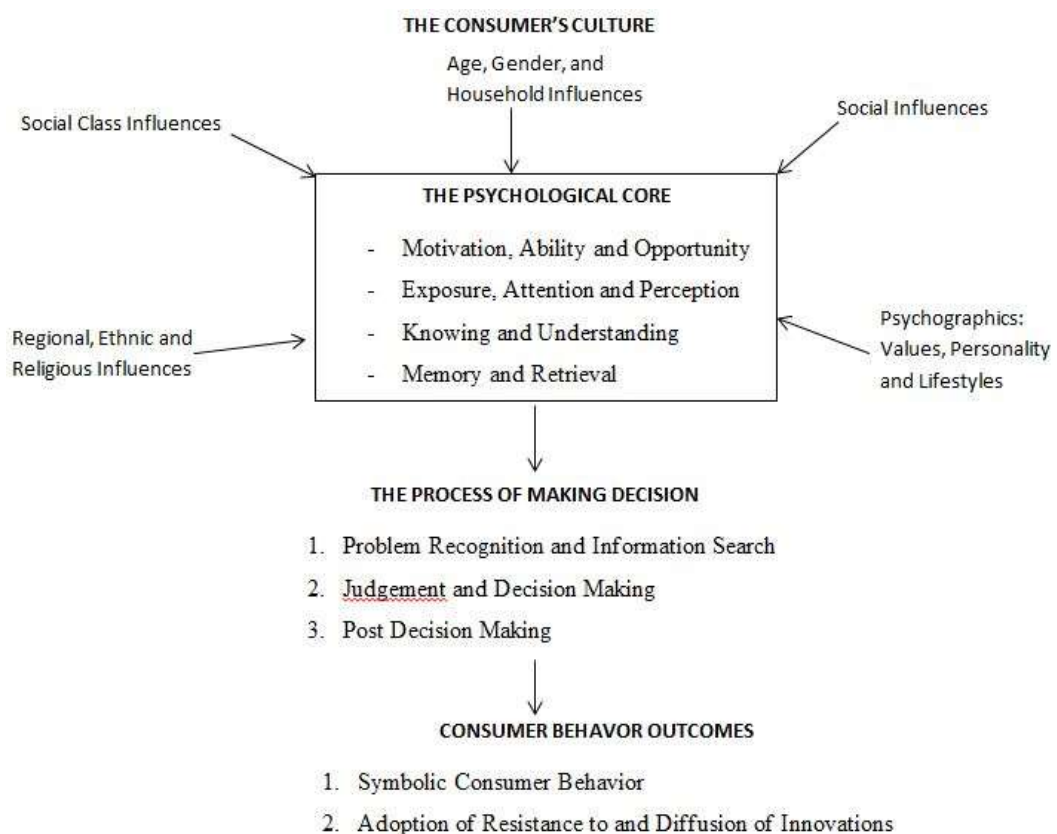 THE CONSUMER'S CULTURE
Age, Gender, and
Household Influences
Social Class Influences
Social Influences
THE PSYCHOLOGICAL CORE
- Motivation, Ability and Opportunity
- Exposure, Attention and Perception
- Knowing and Understanding
- Memory and Retrieval
Regional, Ethnic and
Religious Influences
Psychographics:
Values, Personality
and Lifestyles
THE PROCESS OF MAKING DECISION
1. Problem Recognition and Information Search
2. Judgement and Decision Making
3. Post Decision Making
CONSUMER BEHAVOR OUTCOMES
1. Symbolic Consumer Behavior
2. Adoption of Resistance to and Diffusion of Innovations